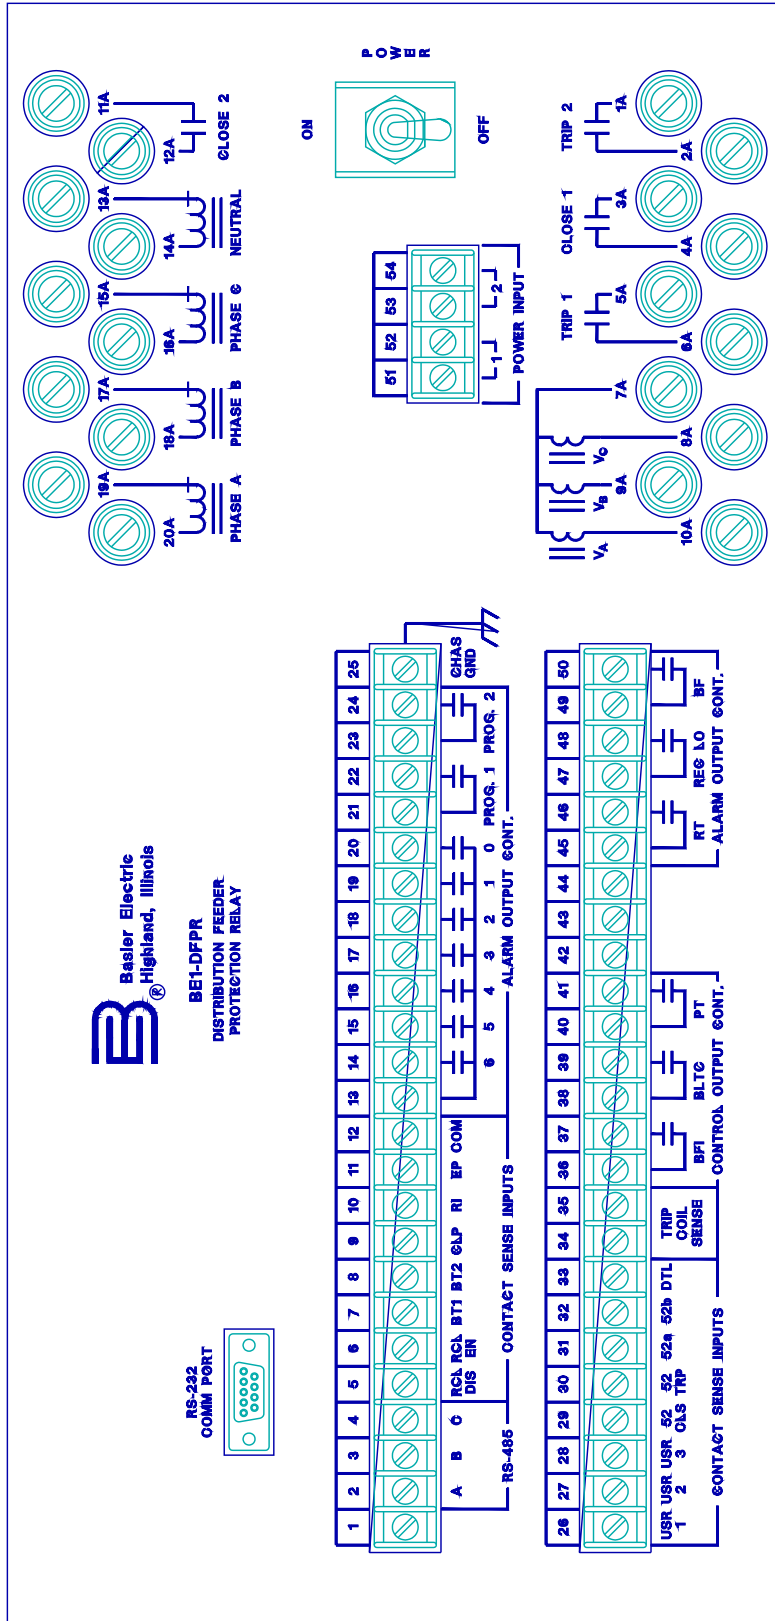 Basler Electric
Highland, Illinois
®
BE1-DFPR
DISTRIBUTION FEEDER
PROTECTION RELAY
RS-232
COMM PORT
19A 17A 15A 13A 11A
20A 18A 16A 14A 12A
PHASE A PHASE B PHASE C NEUTRAL CLOSE 2
ON
POWER
OFF
51 52 53 54
1 2
POWER INPUT
1 2 3 4 5 6 7 8 9 10 11 12 13 14 15 16 17 18 19 20 21 22 23 24 25
A B C
RS-485
RCL DIS
RCL EN
BT1 BT2 CLP RI EP COM
CONTACT SENSE INPUTS
6 5 4 3 2 1 0 PROG. 1 PROG. 2
ALARM OUTPUT CONT.
CHAS
GND
26 27 28 29 30 31 32 33 34 35 36 37 38 39 40 41 42 43 44 45 46 47 48 49 50
USR 1
USR 2
USR 3
52 CLS
52 TRP
52a 52b DTL
CONTACT SENSE INPUTS
TRIP
COIL
SENSE
BFI BLTC PT
CONTROL OUTPUT CONT.
RT REC LO BF
ALARM OUTPUT CONT.
TRIP 1 CLOSE 1 TRIP 2
VA VB VC
9A 7A 5A 3A 1A
10A 8A 6A 4A 2A